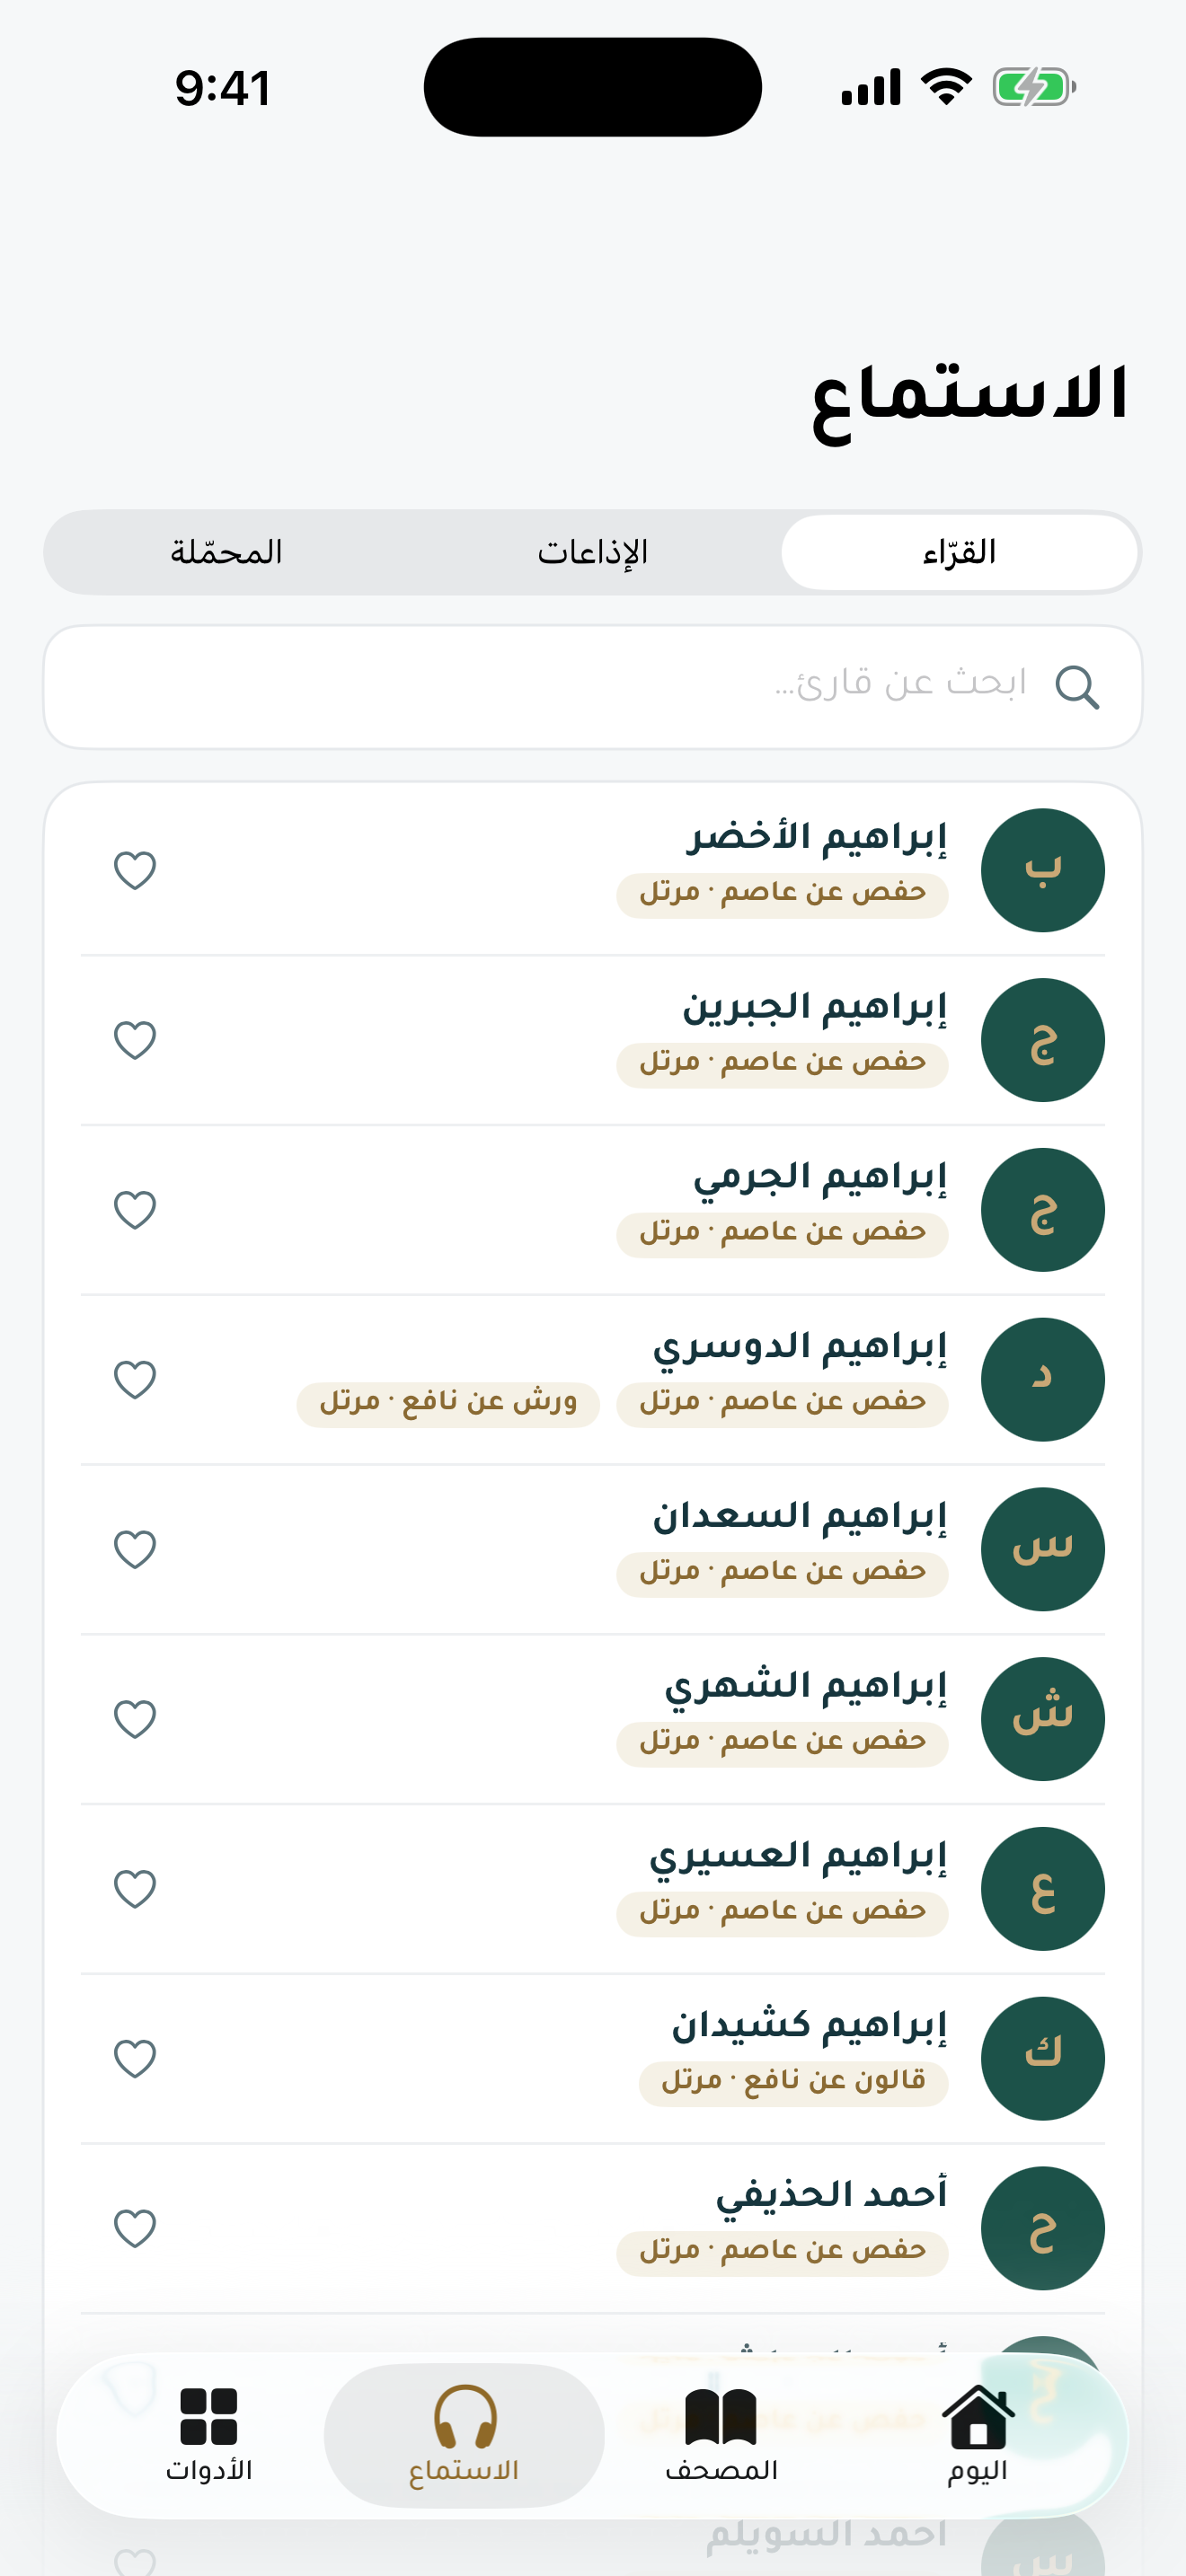 9:41
الاستماع
القرّاء
الإذاعات
المحمّلة
ابحث عن قارئ...
ب
إبراهيم الأخضر
حفص عن عاصم · مرتل
ج
إبراهيم الجبرين
حفص عن عاصم · مرتل
ج
إبراهيم الجرمي
حفص عن عاصم · مرتل
د
إبراهيم الدوسري
حفص عن عاصم · مرتل
ورش عن نافع · مرتل
س
إبراهيم السعدان
حفص عن عاصم · مرتل
ش
إبراهيم الشهري
حفص عن عاصم · مرتل
ع
إبراهيم العسيري
حفص عن عاصم · مرتل
ك
إبراهيم كشيدان
قالون عن نافع · مرتل
ح
أحمد الحذيفي
حفص عن عاصم · مرتل
اليوم
المصحف
الاستماع
الأدوات
أحمد السويلم
س